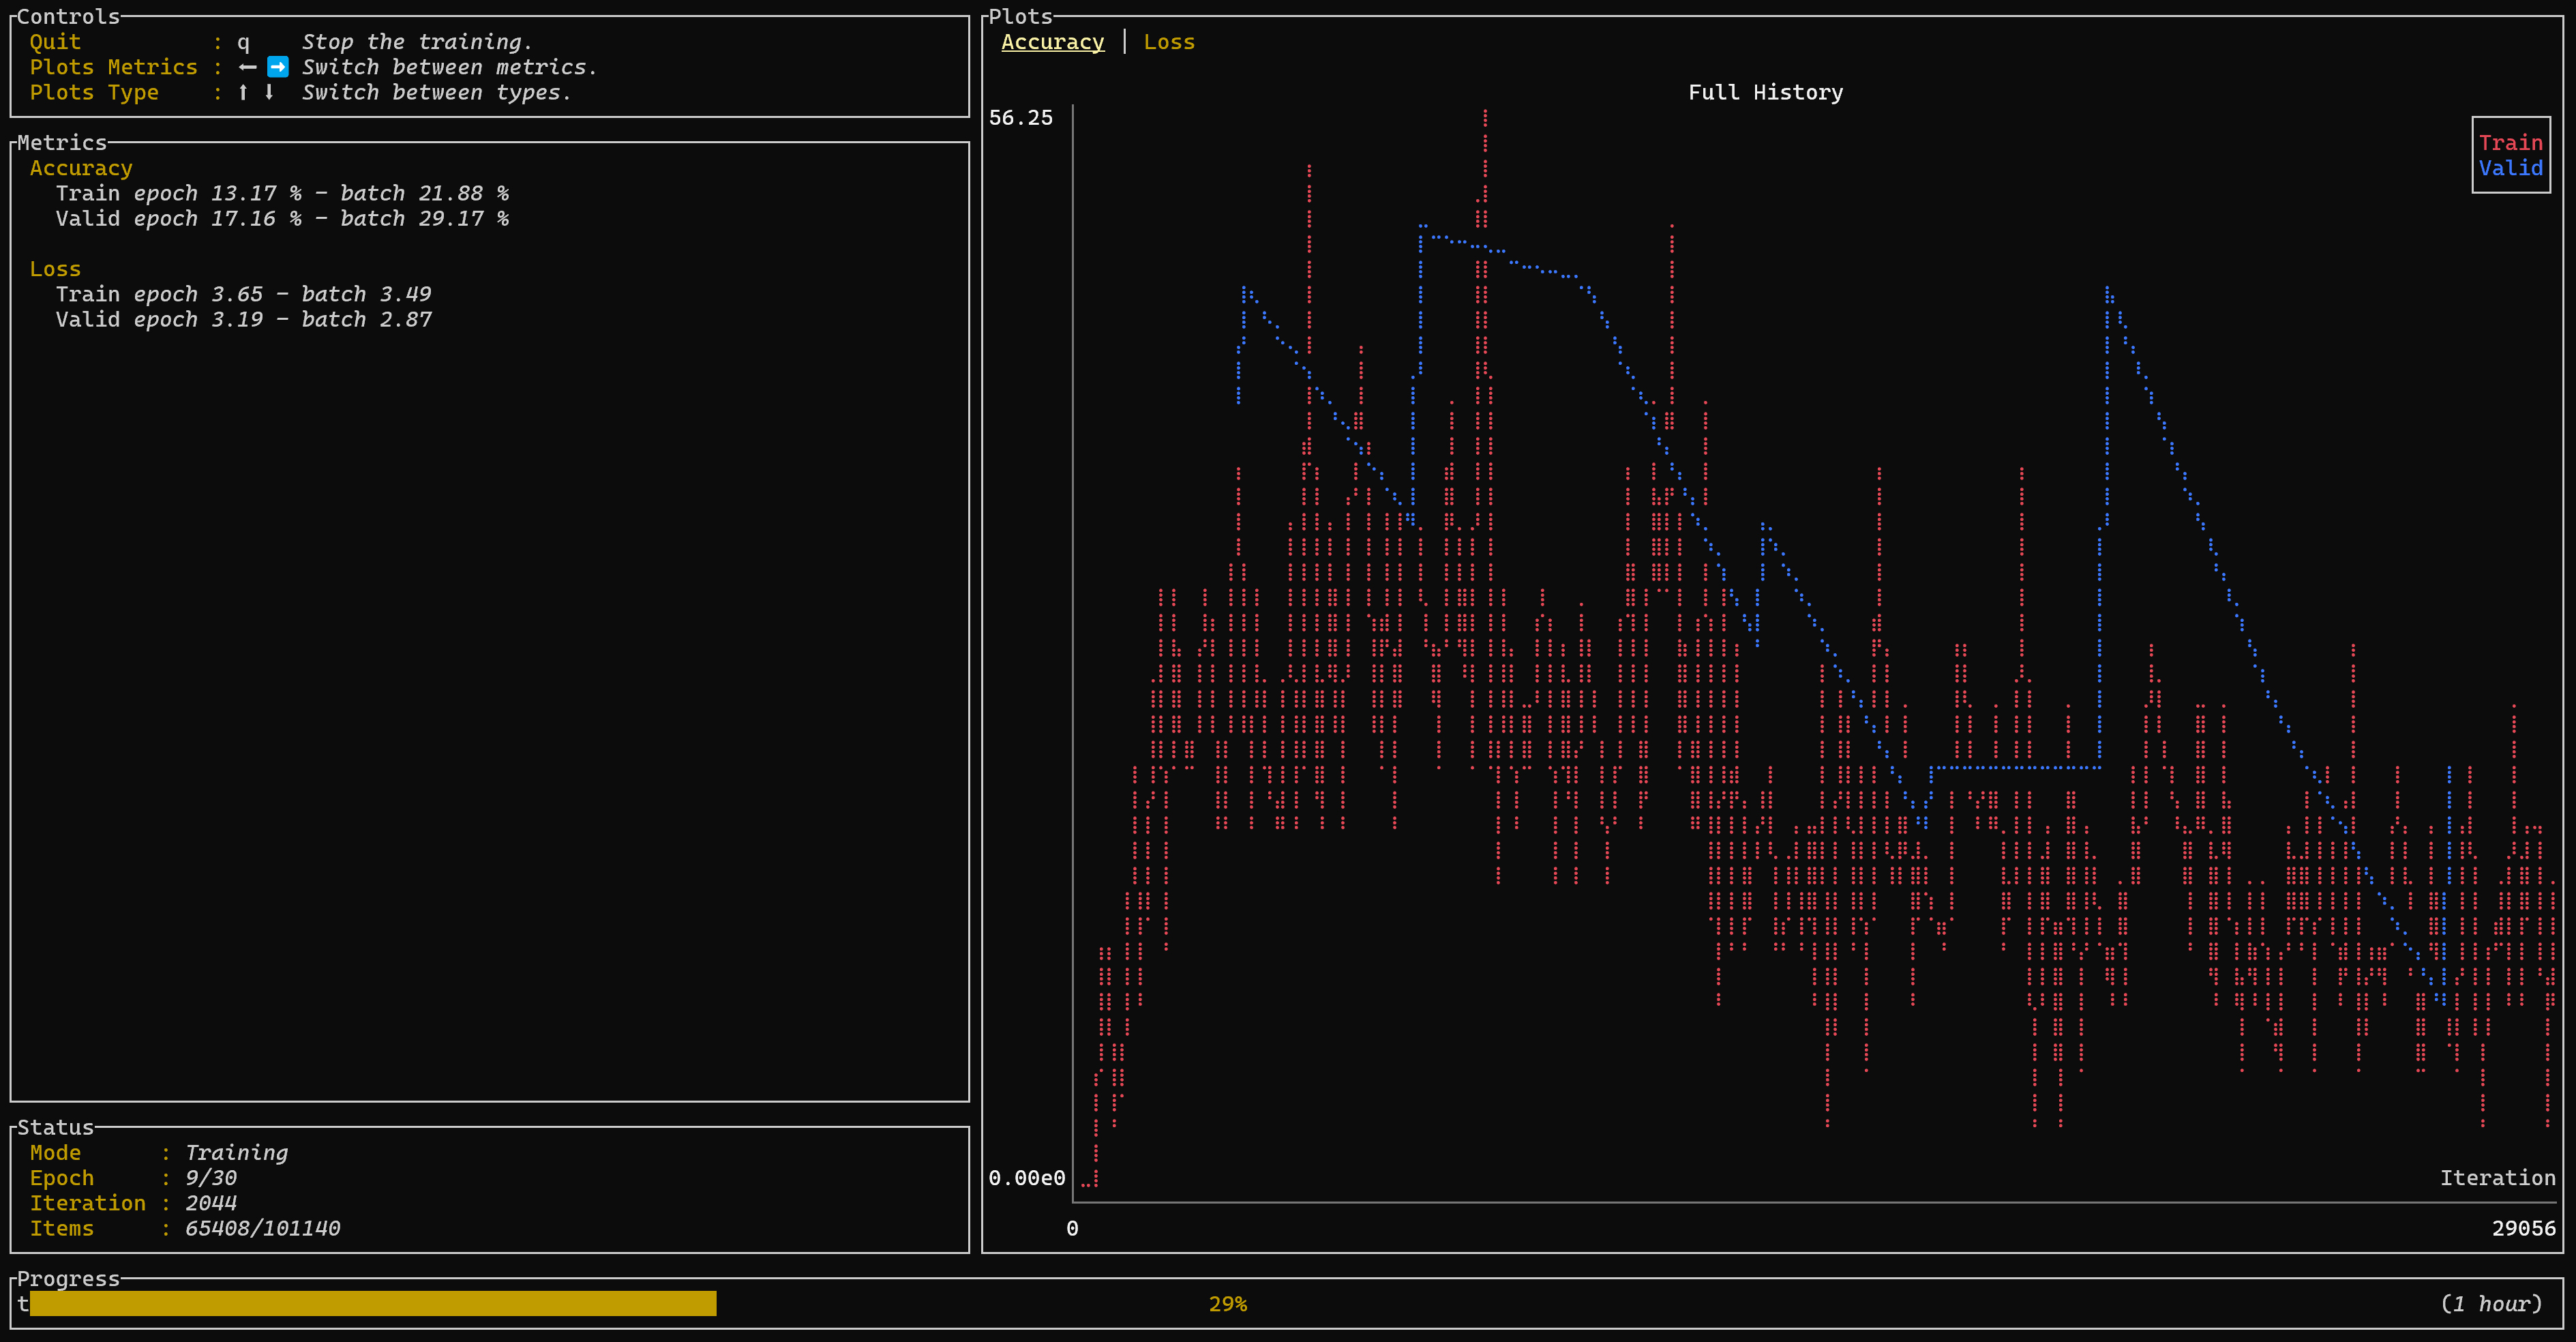 Controls
Quit : q Stop the training.
Plots Metrics : ← ➡ Switch between metrics.
Plots Type : ↑ ↓ Switch between types.
Metrics
Accuracy
Train epoch 13.17 % - batch 21.88 %
Valid epoch 17.16 % - batch 29.17 %
Loss
Train epoch 3.65 - batch 3.49
Valid epoch 3.19 - batch 2.87
Status
Mode : Training
Epoch : 9/30
Iteration : 2044
Items : 65408/101140
Plots
Accuracy | Loss
Full History
56.25
Train
Valid
0.00e0
Iteration
0
29056
Progress
t
29%
(1 hour)